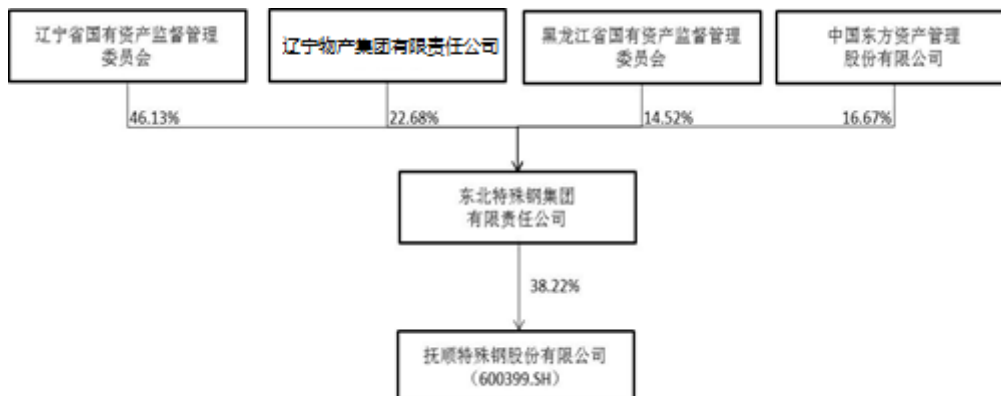 辽宁省国有资产监督管理
委员会
辽宁物产集团有限责任公司
黑龙江省国有资产监督管理
委员会
中国东方资产管理
股份有限公司
46.13%
22.68%
14.52%
16.67%
东北特殊钢集团
有限责任公司
38.22%
抚顺特殊钢股份有限公司
（600399.SH）